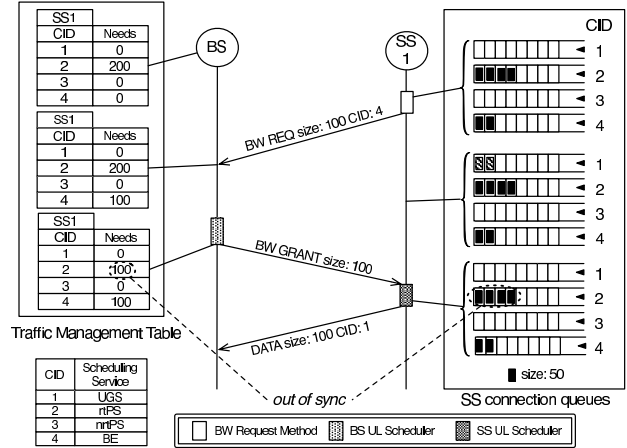 SS1
CID Needs
1 0
2 200
3 0
4 0
SS1
CID Needs
1 0
2 200
3 0
4 100
SS1
CID Needs
1 0
2 100
3 0
4 100
Traffic Management Table
CID Scheduling Service
1 UGS
2 rtPS
3 nrtPS
4 BE
BS
SS
1
BW REQ size: 100 CID: 4
BW GRANT size: 100
DATA size: 100 CID: 1
out of sync
CID
1
2
3
4
1
2
3
4
1
2
3
4
size: 50
SS connection queues
BW Request Method BS UL Scheduler SS UL Scheduler